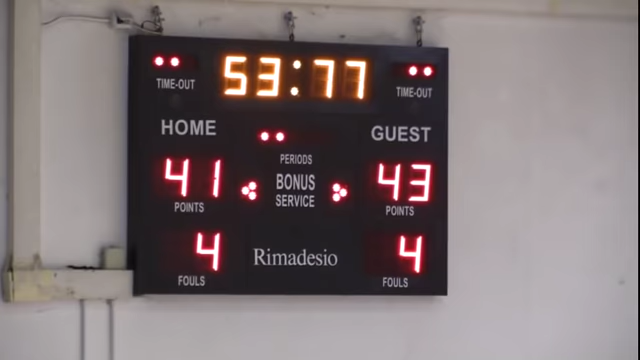 53:77
TIME-OUT
TIME-OUT
HOME
GUEST
PERIODS
41
BONUS
43
POINTS
SERVICE
POINTS
4
Rimadesio
4
FOULS
FOULS